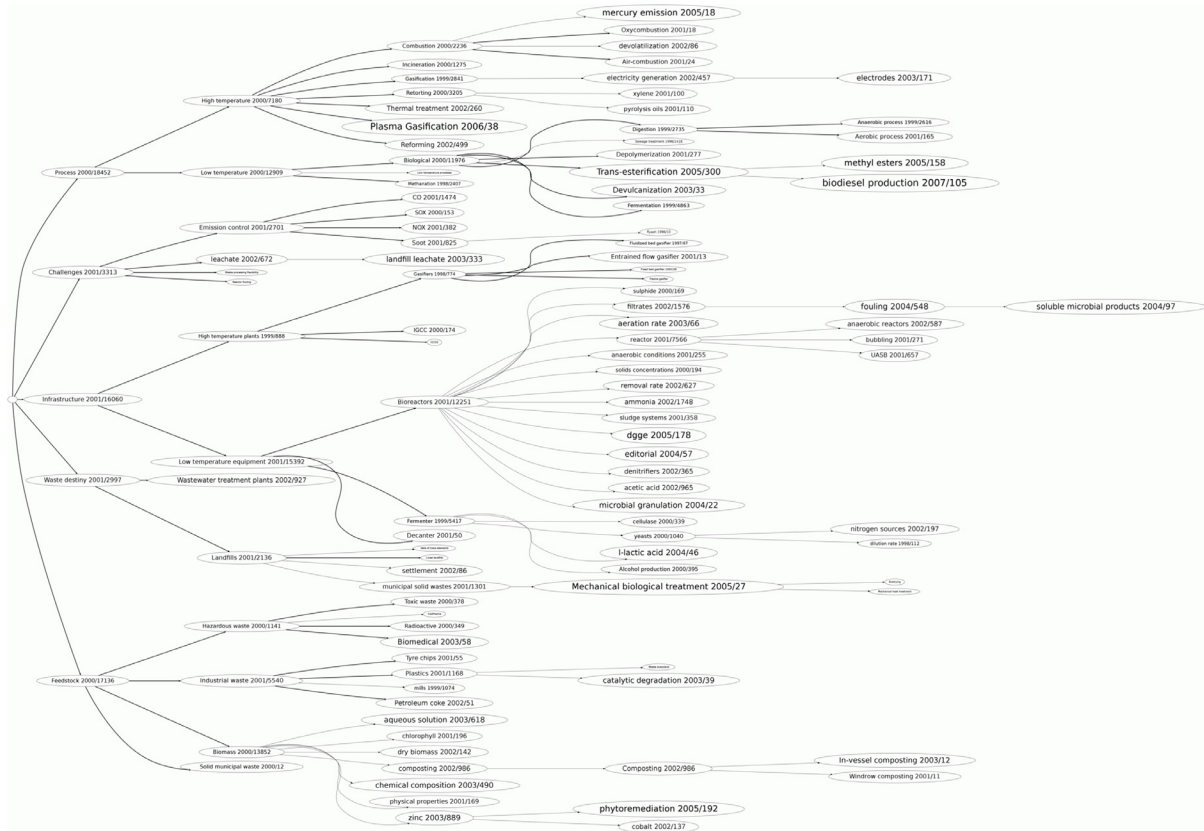 mercury emission 2005/18
Oxycombustion 2001/18
Combustion 2000/2236
devolatilization 2002/86
Air-combustion 2001/24
Incineration 2000/1275
Gasification 1999/2841
electricity generation 2002/457
electrodes 2003/171
Retorting 2000/3205
xylene 2001/100
High temperature 2000/7180
Thermal treatment 2002/260
pyrolysis oils 2001/110
Plasma Gasification 2006/38
Digestion 1999/2735
Anaerobic process 1999/2616
Aerobic process 2001/165
Reforming 2002/499
Biological 2000/11976
Depolymerization 2001/277
methyl esters 2005/158
Process 2000/18452
Low temperature 2000/12909
Trans-esterification 2005/300
biodiesel production 2007/105
Methanation 1998/2407
Devulcanization 2003/33
CO 2001/1474
Fermentation 1999/4863
SOX 2000/153
Emission control 2001/2701
NOX 2001/382
Soot 2001/825
Fluidised bed gasifier 1997/67
leachate 2002/672
landfill leachate 2003/333
Entrained flow gasifier 2001/13
Challenges 2001/3313
Gasifiers 1998/774
sulphide 2000/169
filtrates 2002/1576
fouling 2004/548
soluble microbial products 2004/97
aeration rate 2003/66
anaerobic reactors 2002/587
High temperature plants 1999/888
IGCC 2000/174
reactor 2001/7566
bubbling 2001/271
anaerobic conditions 2001/255
UASB 2001/657
solids concentrations 2000/194
removal rate 2002/627
Infrastructure 2001/16060
Bioreactors 2001/12251
ammonia 2002/1748
sludge systems 2001/358
dgge 2005/178
editorial 2004/57
Low temperature equipment 2001/15392
denitrifiers 2002/365
Waste destiny 2001/2997
Wastewater treatment plants 2002/927
acetic acid 2002/965
microbial granulation 2004/22
Fermenter 1999/5417
cellulase 2000/339
Decanter 2001/50
yeasts 2000/1040
nitrogen sources 2002/197
dilution rate 1998/112
l-lactic acid 2004/46
Landfills 2001/2136
settlement 2002/86
Alcohol production 2000/395
municipal solid wastes 2001/1301
Mechanical biological treatment 2005/27
Toxic waste 2000/378
Hazardous waste 2000/1141
Radioactive 2000/349
Biomedical 2003/58
Tyre chips 2001/55
Feedstock 2000/17136
Industrial waste 2001/5540
Plastics 2001/1168
catalytic degradation 2003/39
mills 1999/1074
Petroleum coke 2002/51
aqueous solution 2003/618
chlorophyll 2001/196
Biomass 2000/13852
dry biomass 2002/142
Solid municipal waste 2000/12
composting 2002/986
Composting 2002/986
In-vessel composting 2003/12
Windrow composting 2001/11
chemical composition 2003/490
physical properties 2001/169
zinc 2003/889
phytoremediation 2005/192
cobalt 2002/137